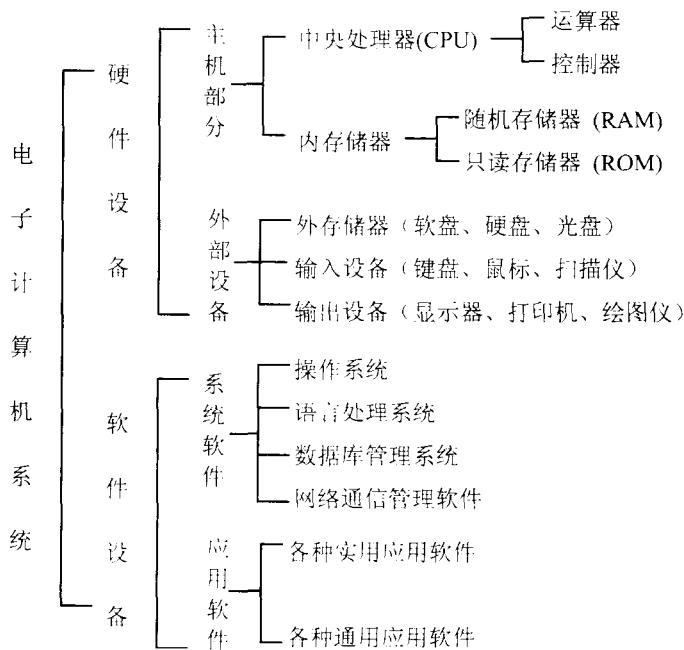 电子计算机系统
硬件设备
主机部分
中央处理器(CPU)
运算器
控制器
内存储器
随机存储器 (RAM)
只读存储器 (ROM)
外部设备
外存储器（软盘、硬盘、光盘）
输入设备（键盘、鼠标、扫描仪）
输出设备（显示器、打印机、绘图仪）
软件设备
系统软件
操作系统
语言处理系统
数据库管理系统
网络通信管理软件
应用软件
各种实用应用软件
各种通用应用软件